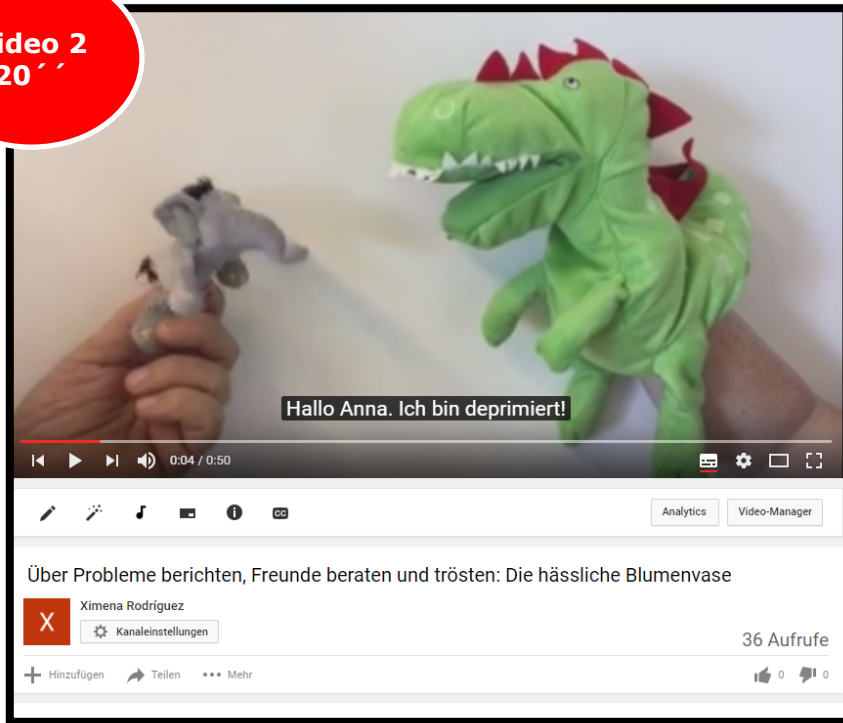 ideo 2
20´´
Hallo Anna. Ich bin deprimiert!
0:04 / 0:50
CC
Analytics
Video-Manager
Über Probleme berichten, Freunde beraten und trösten: Die hässliche Blumenvase
X
Ximena Rodríguez
Kanaleinstellungen
36 Aufrufe
Hinzufügen
Teilen
Mehr
0
0